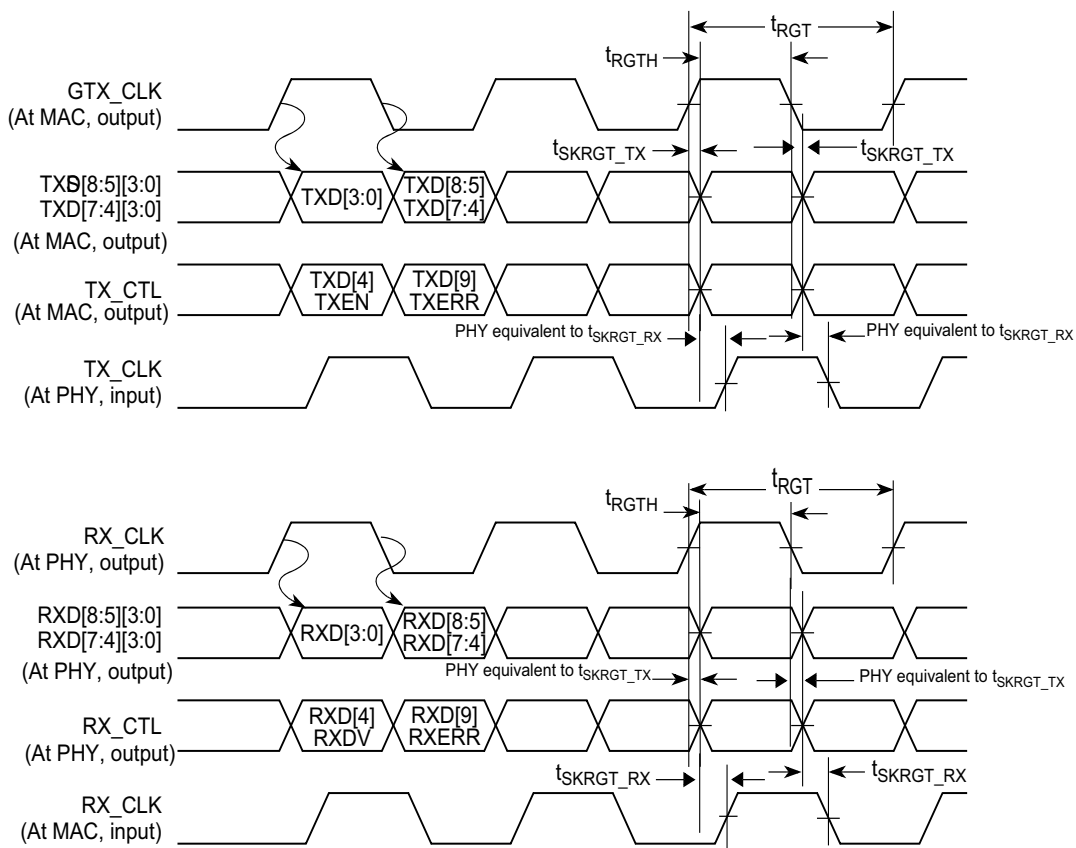 tRGT
tRGTH
GTX_CLK
(At MAC, output)
tSKRGT_TX
tSKRGT_TX
TXD[8:5][3:0]
TXD[7:4][3:0]
(At MAC, output)
TXD[3:0]
TXD[8:5]
TXD[7:4]
TX_CTL
(At MAC, output)
TXD[4]
TXEN
TXD[9]
TXERR
PHY equivalent to tSKRGT_RX
PHY equivalent to tSKRGT_RX
TX_CLK
(At PHY, input)
tRGT
tRGTH
RX_CLK
(At PHY, output)
RXD[8:5][3:0]
RXD[7:4][3:0]
(At PHY, output)
RXD[3:0]
RXD[8:5]
RXD[7:4]
PHY equivalent to tSKRGT_TX
PHY equivalent to tSKRGT_TX
RX_CTL
(At PHY, output)
RXD[4]
RXDV
RXD[9]
RXERR
tSKRGT_RX
tSKRGT_RX
RX_CLK
(At MAC, input)